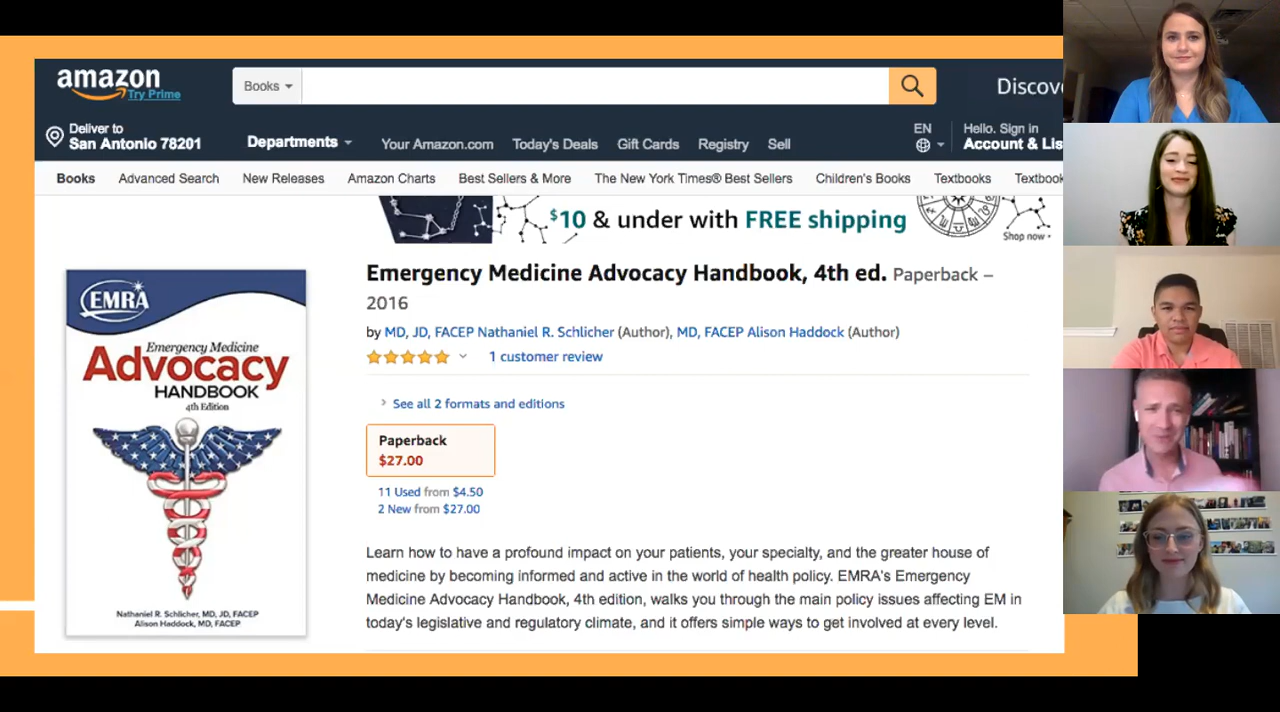 amazon
Try Prime
Books
Discov
Deliver to
San Antonio 78201
Departments
Your Amazon.com
Today's Deals
Gift Cards
Registry
Sell
EN
Hello. Sign in
Account & Lis
Books
Advanced Search
New Releases
Amazon Charts
Best Sellers & More
The New York Times® Best Sellers
Children's Books
Textbooks
Textbook
$10 & under with FREE shipping
Shop now
EMRA
Emergency Medicine
Advocacy
HANDBOOK
4th Edition
Nathaniel R. Schlicher, MD, JD, FACEP
Alison Haddock, MD, FACEP
Emergency Medicine Advocacy Handbook, 4th ed. Paperback –
2016
by MD, JD, FACEP Nathaniel R. Schlicher (Author), MD, FACEP Alison Haddock (Author)
1 customer review
See all 2 formats and editions
Paperback
$27.00
11 Used from $4.50
2 New from $27.00
Learn how to have a profound impact on your patients, your specialty, and the greater house of
medicine by becoming informed and active in the world of health policy. EMRA's Emergency
Medicine Advocacy Handbook, 4th edition, walks you through the main policy issues affecting EM in
today's legislative and regulatory climate, and it offers simple ways to get involved at every level.